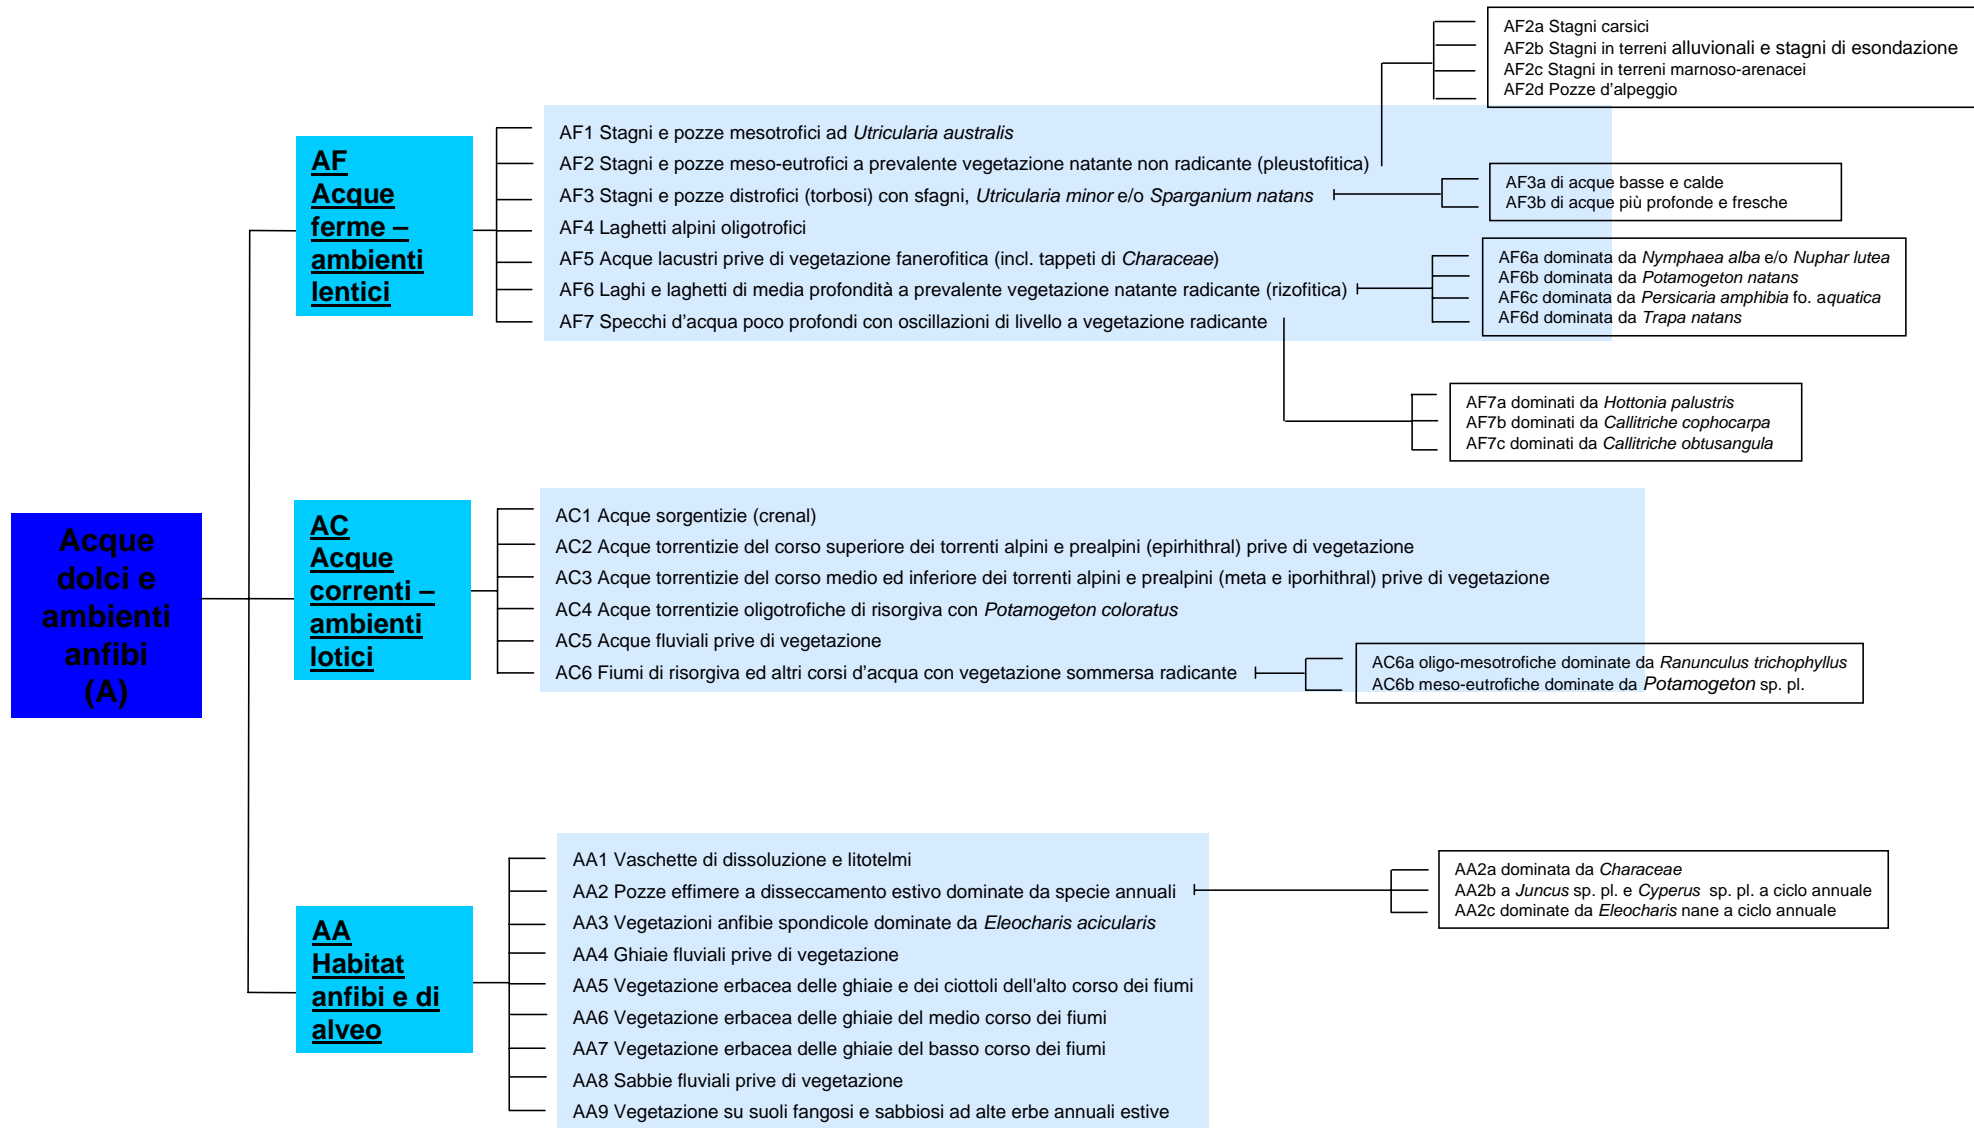 Acque
dolci e
ambienti
anfibi
(A)
AF
Acque
ferme –
ambienti
lentici
AF1 Stagni e pozze mesotrofici ad Utricularia australis
AF2 Stagni e pozze meso-eutrofici a prevalente vegetazione natante non radicante (pleustofitica)
AF3 Stagni e pozze distrofici (torbosi) con sfagni, Utricularia minor e/o Sparganium natans
AF4 Laghetti alpini oligotrofici
AF5 Acque lacustri prive di vegetazione fanerofitica (incl. tappeti di Characeae)
AF6 Laghi e laghetti di media profondità a prevalente vegetazione natante radicante (rizofitica)
AF7 Specchi d'acqua poco profondi con oscillazioni di livello a vegetazione radicante
AF2a Stagni carsici
AF2b Stagni in terreni alluvionali e stagni di esondazione
AF2c Stagni in terreni marnoso-arenacei
AF2d Pozze d'alpeggio
AF3a di acque basse e calde
AF3b di acque più profonde e fresche
AF6a dominata da Nymphaea alba e/o Nuphar lutea
AF6b dominata da Potamogeton natans
AF6c dominata da Persicaria amphibia fo. aquatica
AF6d dominata da Trapa natans
AF7a dominati da Hottonia palustris
AF7b dominati da Callitriche cophocarpa
AF7c dominati da Callitriche obtusangula
AC
Acque
correnti –
ambienti
lotici
AC1 Acque sorgentizie (crenal)
AC2 Acque torrentizie del corso superiore dei torrenti alpini e prealpini (epirhithral) prive di vegetazione
AC3 Acque torrentizie del corso medio ed inferiore dei torrenti alpini e prealpini (meta e iporhithral) prive di vegetazione
AC4 Acque torrentizie oligotrofiche di risorgiva con Potamogeton coloratus
AC5 Acque fluviali prive di vegetazione
AC6 Fiumi di risorgiva ed altri corsi d'acqua con vegetazione sommersa radicante
AC6a oligo-mesotrofiche dominate da Ranunculus trichophyllus
AC6b meso-eutrofiche dominate da Potamogeton sp. pl.
AA
Habitat
anfibi e di
alveo
AA1 Vaschette di dissoluzione e litotelmi
AA2 Pozze effimere a disseccamento estivo dominate da specie annuali
AA3 Vegetazioni anfibie spondicole dominate da Eleocharis acicularis
AA4 Ghiaie fluviali prive di vegetazione
AA5 Vegetazione erbacea delle ghiaie e dei ciottoli dell'alto corso dei fiumi
AA6 Vegetazione erbacea delle ghiaie del medio corso dei fiumi
AA7 Vegetazione erbacea delle ghiaie del basso corso dei fiumi
AA8 Sabbie fluviali prive di vegetazione
AA9 Vegetazione su suoli fangosi e sabbiosi ad alte erbe annuali estive
AA2a dominata da Characeae
AA2b a Juncus sp. pl. e Cyperus sp. pl. a ciclo annuale
AA2c dominate da Eleocharis nane a ciclo annuale